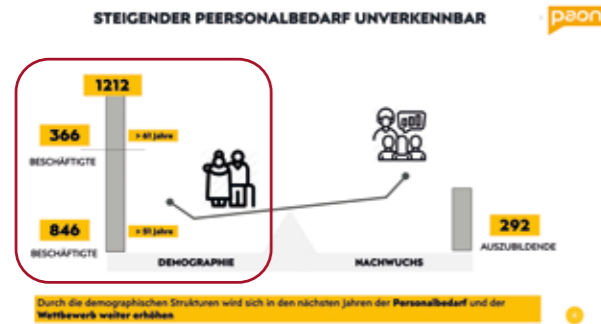 STEIGENDER PEERSONALBEDARF UNVERKENNBAR
paon
1212
366
> 61 Jahre
BESCHÄFTIGTE
846
> 51 Jahre
BESCHÄFTIGTE
292
AUSZUBILDENDE
DEMOGRAPHIE
NACHWUCHS
Durch die demographischen Strukturen wird sich in den nächsten Jahren der Personalbedarf und der
Wettbewerb weiter erhöhen